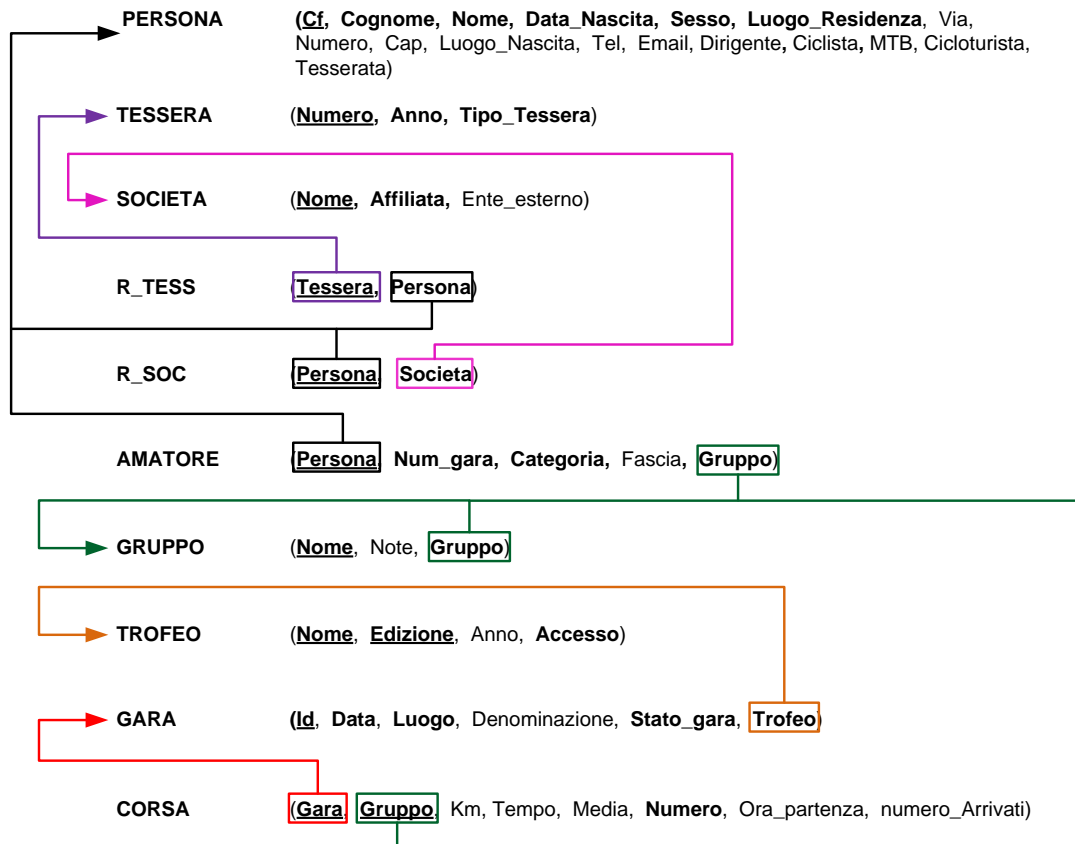 PERSONA (Cf, Cognome, Nome, Data_Nascita, Sesso, Luogo_Residenza, Via,
Numero, Cap, Luogo_Nascita, Tel, Email, Dirigente, Ciclista, MTB, Cicloturista,
Tesserata)
TESSERA (Numero, Anno, Tipo_Tessera)
SOCIETA (Nome, Affiliata, Ente_esterno)
R_TESS (Tessera, Persona)
R_SOC (Persona, Societa)
AMATORE (Persona, Num_gara, Categoria, Fascia, Gruppo)
GRUPPO (Nome, Note, Gruppo)
TROFEO (Nome, Edizione, Anno, Accesso)
GARA (Id, Data, Luogo, Denominazione, Stato_gara, Trofeo)
CORSA (Gara, Gruppo, Km, Tempo, Media, Numero, Ora_partenza, numero_Arrivati)